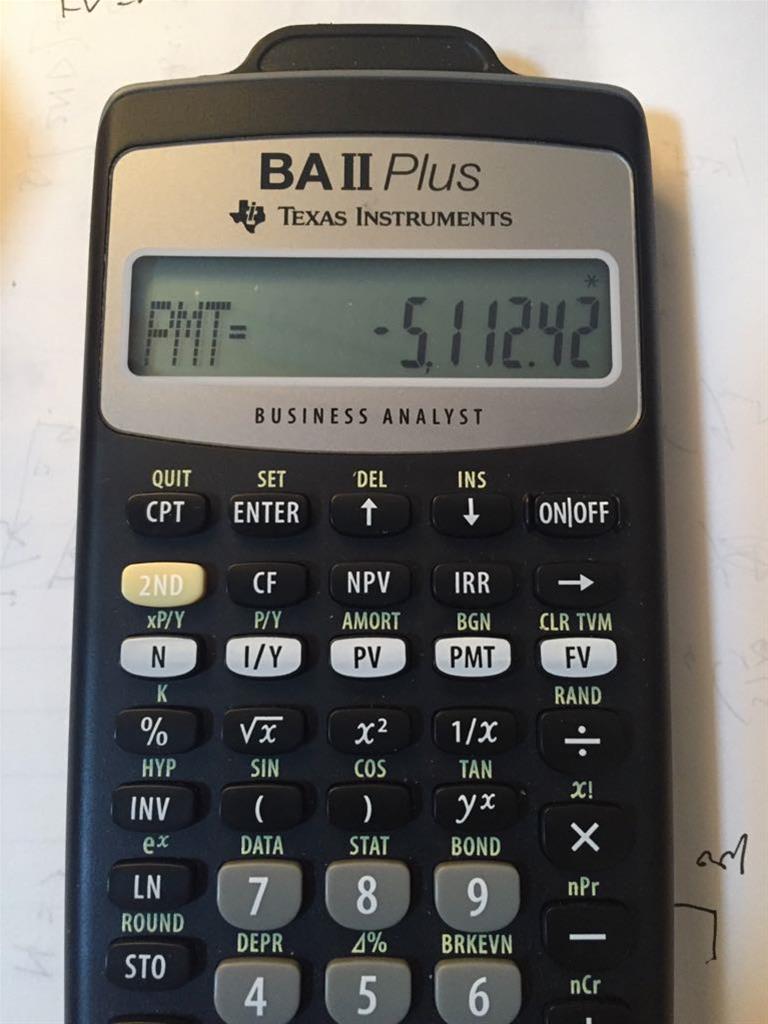 BA II Plus
TEXAS INSTRUMENTS
*
PMT= -5,112.42
BUSINESS ANALYST
QUIT SET DEL INS
CPT ENTER ↑ ↓ ON|OFF
2ND CF NPV IRR →
xP/Y P/Y AMORT BGN CLR TVM
N I/Y PV PMT FV
K RAND
% √x x² 1/x ÷
HYP SIN COS TAN
x!
INV ( ) yˣ ×
eˣ DATA STAT BOND
nPr
LN 7 8 9 −
ROUND DEPR Δ% BRKEVN
nCr
STO 4 5 6 +